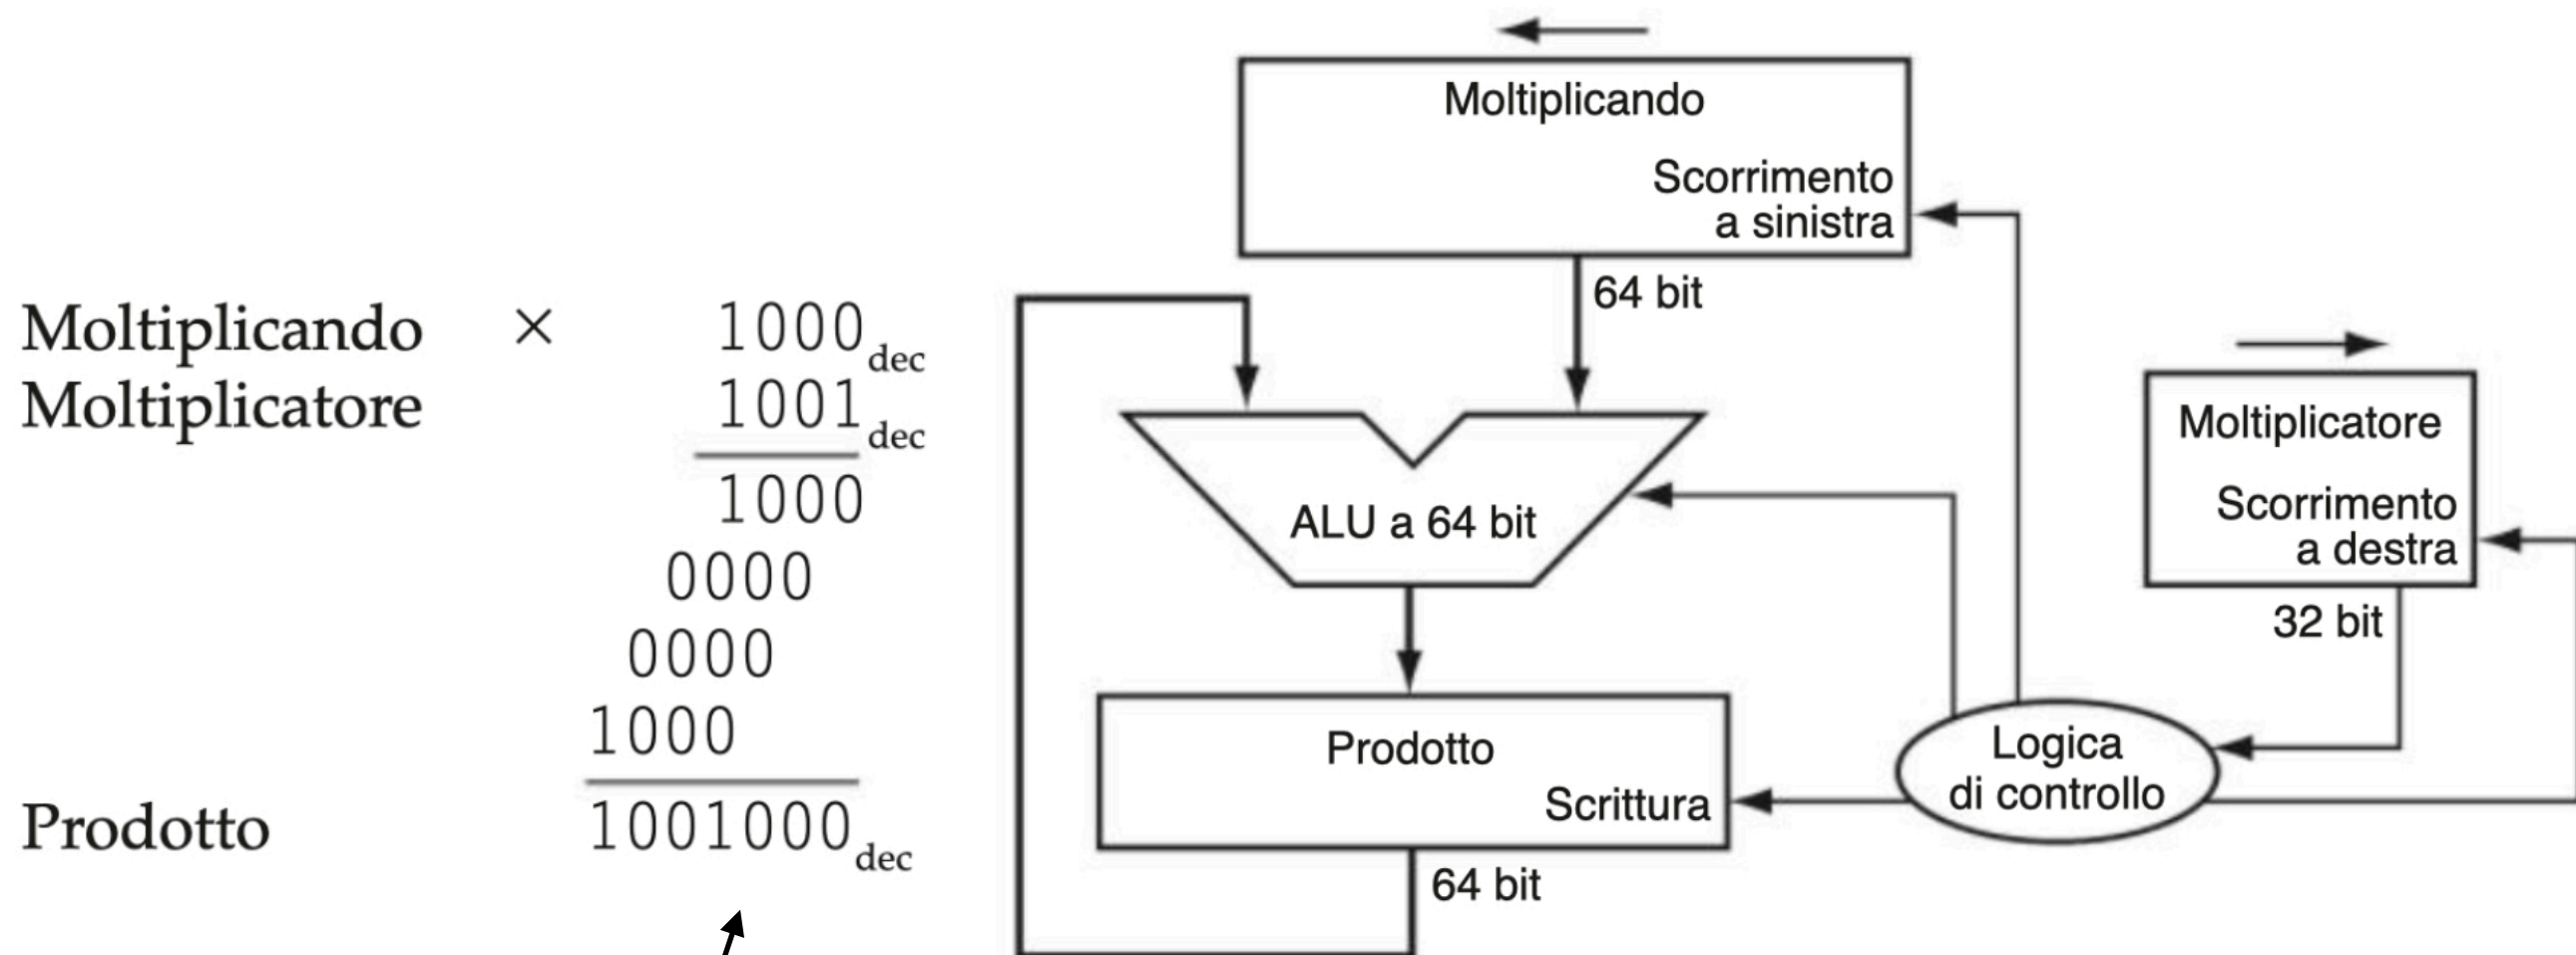 Moltiplicando × 1000dec
Moltiplicatore 1001dec
1000
0000
0000
1000
Prodotto 1001000dec
Moltiplicando
Scorrimento
a sinistra
64 bit
ALU a 64 bit
Moltiplicatore
Scorrimento
a destra
32 bit
Prodotto
Scrittura
64 bit
Logica
di controllo